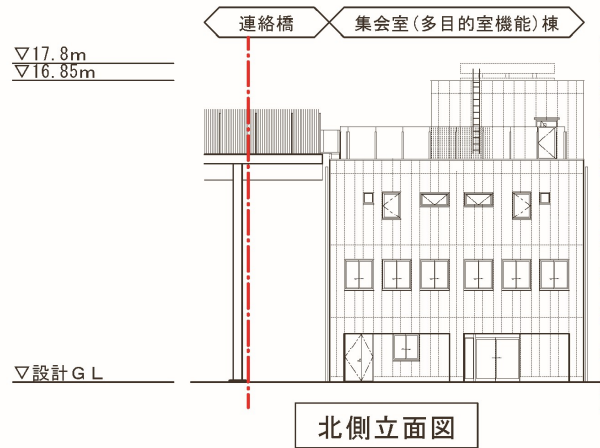 連絡橋
集会室(多目的室機能)棟
▽17.8m
▽16.85m
▽設計GL
北側立面図